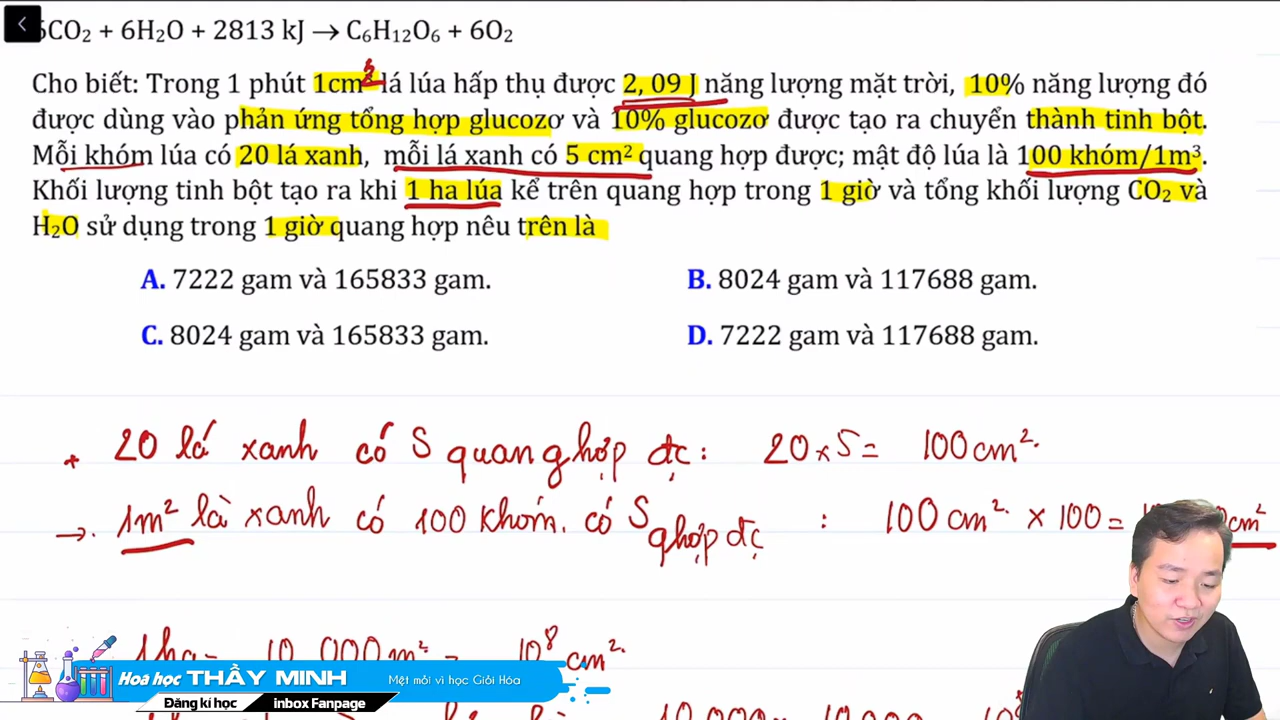 CO₂ + 6H₂O + 2813 kJ → C₆H₁₂O₆ + 6O₂
Cho biết: Trong 1 phút 1cm² lá lúa hấp thụ được 2, 09 J năng lượng mặt trời, 10% năng lượng đó
được dùng vào phản ứng tổng hợp glucozơ và 10% glucozơ được tạo ra chuyển thành tinh bột.
Mỗi khóm lúa có 20 lá xanh, mỗi lá xanh có 5 cm² quang hợp được; mật độ lúa là 100 khóm/1m³.
Khối lượng tinh bột tạo ra khi 1 ha lúa kể trên quang hợp trong 1 giờ và tổng khối lượng CO₂ và
H₂O sử dụng trong 1 giờ quang hợp nêu trên là
A. 7222 gam và 165833 gam.
B. 8024 gam và 117688 gam.
C. 8024 gam và 165833 gam.
D. 7222 gam và 117688 gam.
+ 20 lá xanh có S quang hợp đc: 20 x 5 = 100 cm².
→. 1m² là xanh có 100 khóm. có S qhợp đc : 100 cm² x 100 = cm²
1ha = 10 000 m² = 10⁸ cm².
Hoa học THẦY MINH
Mệt mỏi vì học Giỏi Hóa
Đăng kí học
inbox Fanpage
10 000 10 000